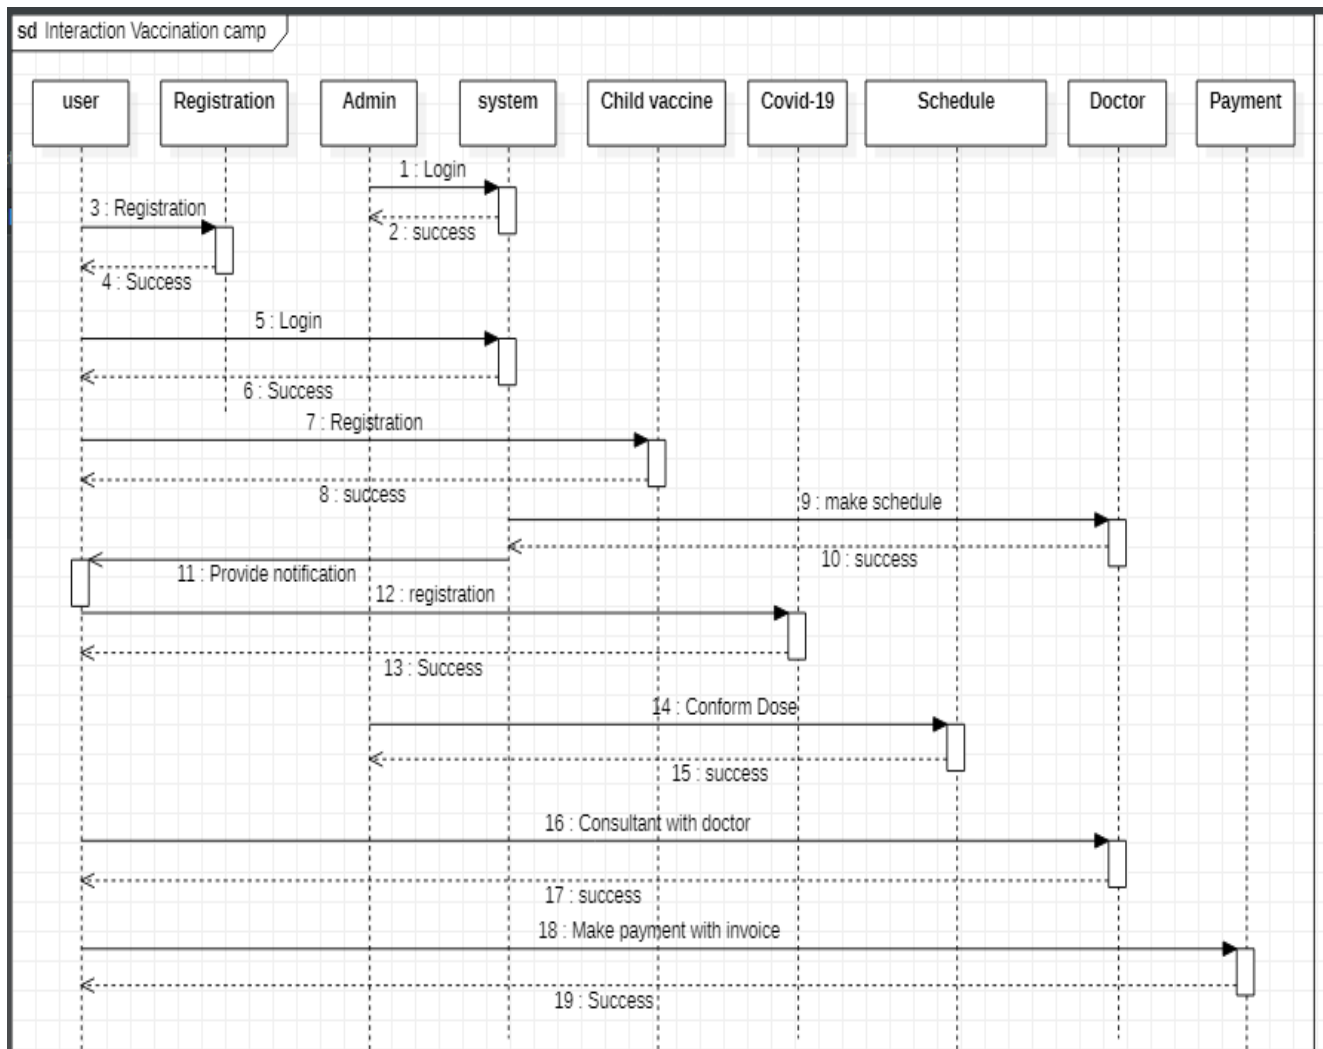 sd Interaction Vaccination camp
user
Registration
Admin
system
Child vaccine
Covid-19
Schedule
Doctor
Payment
1 : Login
2 : success
3 : Registration
4 : Success
5 : Login
6 : Success
7 : Registration
8 : success
9 : make schedule
10 : success
11 : Provide notification
12 : registration
13 : Success
14 : Conform Dose
15 : success
16 : Consultant with doctor
17 : success
18 : Make payment with invoice
19 : Success